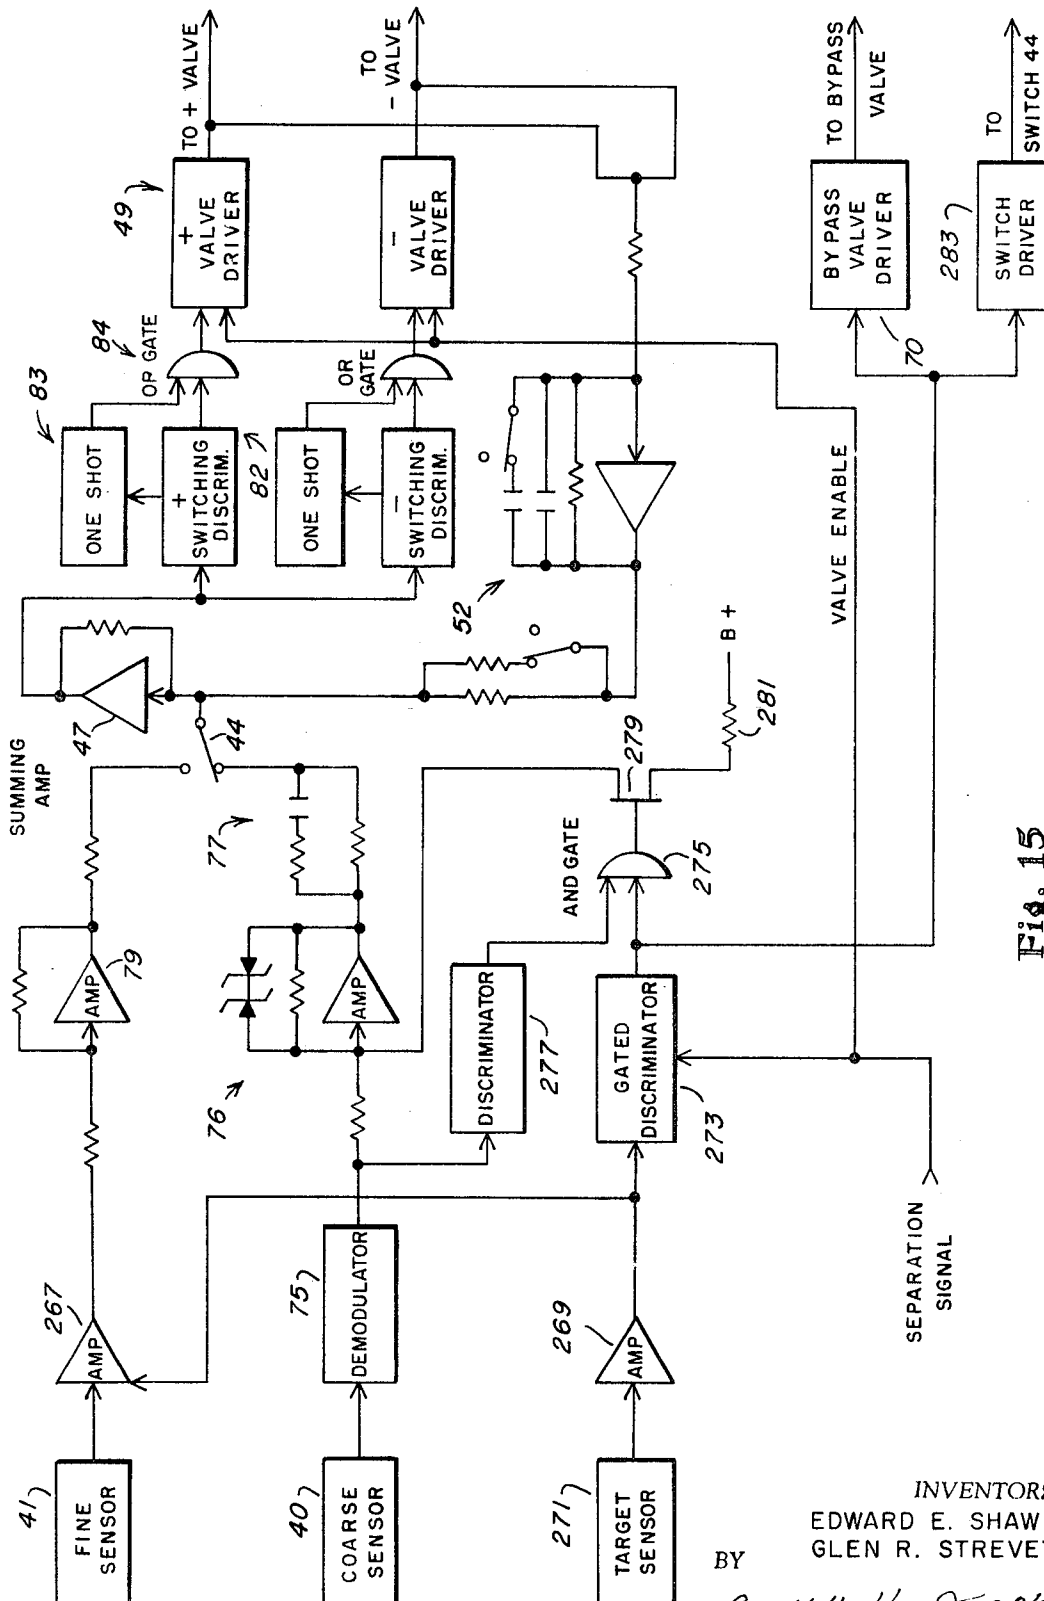 49
TO + VALVE
TO
- VALVE
+
VALVE
DRIVER
-
VALVE
DRIVER
84
OR GATE
OR
GATE
83
ONE SHOT
+
SWITCHING
DISCRIM.
82
ONE SHOT
-
SWITCHING
DISCRIM.
TO BYPASS
VALVE
TO
SWITCH 44
BYPASS
VALVE
DRIVER
70
283
SWITCH
DRIVER
52
VALVE ENABLE
SUMMING
AMP
47
44
B +
281
279
AND GATE
275
77
79
AMP
76
AMP
DISCRIMINATOR
277
GATED
DISCRIMINATOR
273
SEPARATION
SIGNAL
267
AMP
75
DEMODULATOR
269
AMP
41
FINE
SENSOR
40
COARSE
SENSOR
271
TARGET
SENSOR
Fig. 15
INVENTORS
EDWARD E. SHAW
GLEN R. STREVE
BY